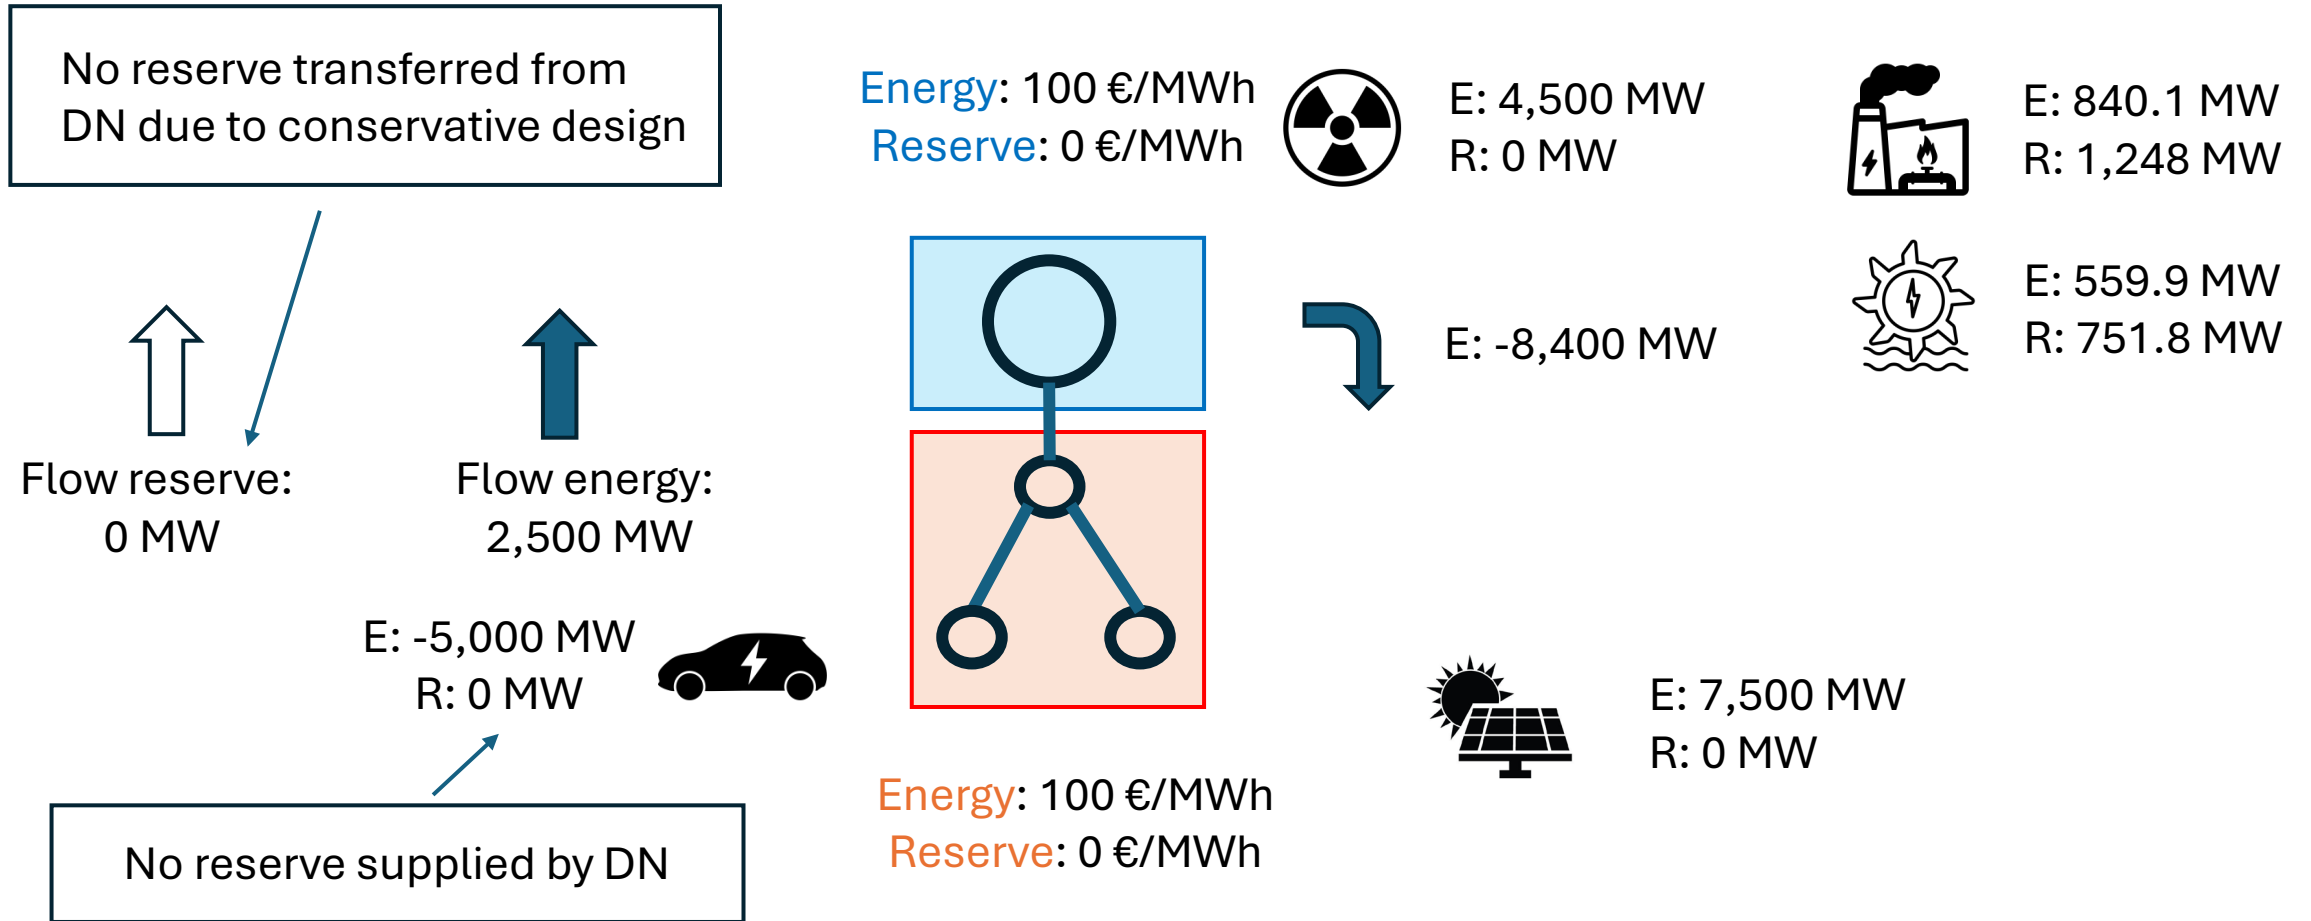 No reserve transferred from
DN due to conservative design
Energy: 100 €/MWh
Reserve: 0 €/MWh
E: 4,500 MW
R: 0 MW
E: 840.1 MW
R: 1,248 MW
E: 559.9 MW
R: 751.8 MW
E: -8,400 MW
Flow reserve:
0 MW
Flow energy:
2,500 MW
E: -5,000 MW
R: 0 MW
E: 7,500 MW
R: 0 MW
Energy: 100 €/MWh
Reserve: 0 €/MWh
No reserve supplied by DN